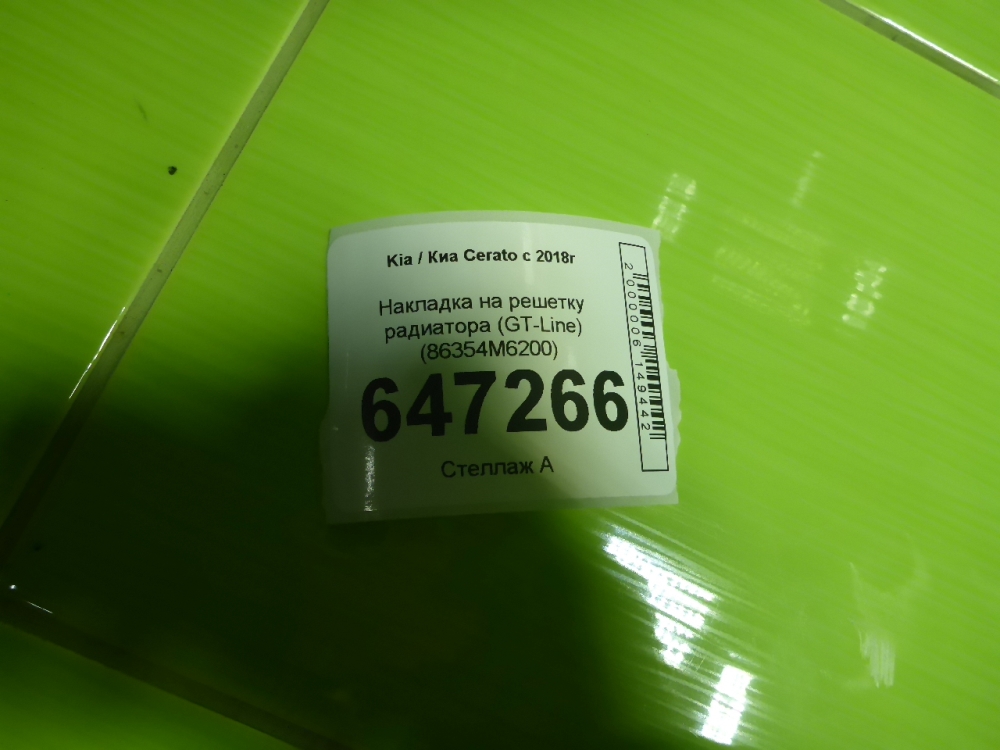 Kia / Киа Cerato с 2018г
Накладка на решетку
радиатора (GT-Line)
(86354M6200)
647266
Стеллаж А
2000006149442